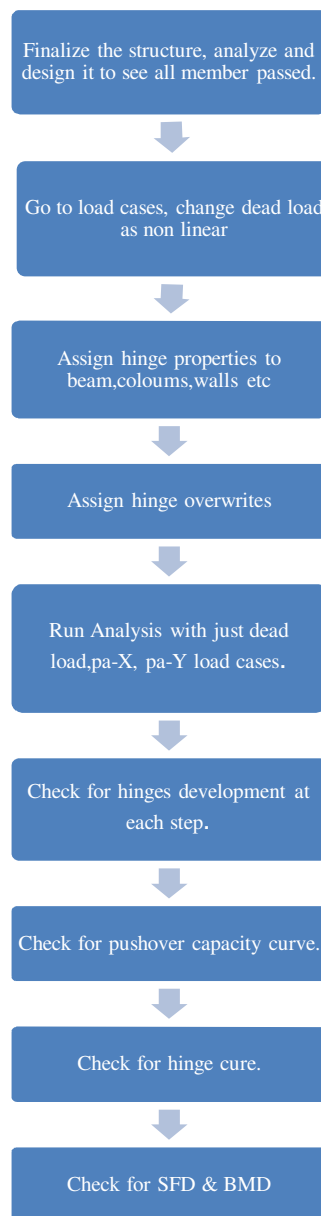 Finalize the structure, analyze and
design it to see all member passed.
Go to load cases, change dead load
as non linear
Assign hinge properties to
beam,coloums,walls etc
Assign hinge overwrites
Run Analysis with just dead
load,pa-X, pa-Y load cases.
Check for hinges development at
each step.
Check for pushover capacity curve.
Check for hinge cure.
Check for SFD & BMD